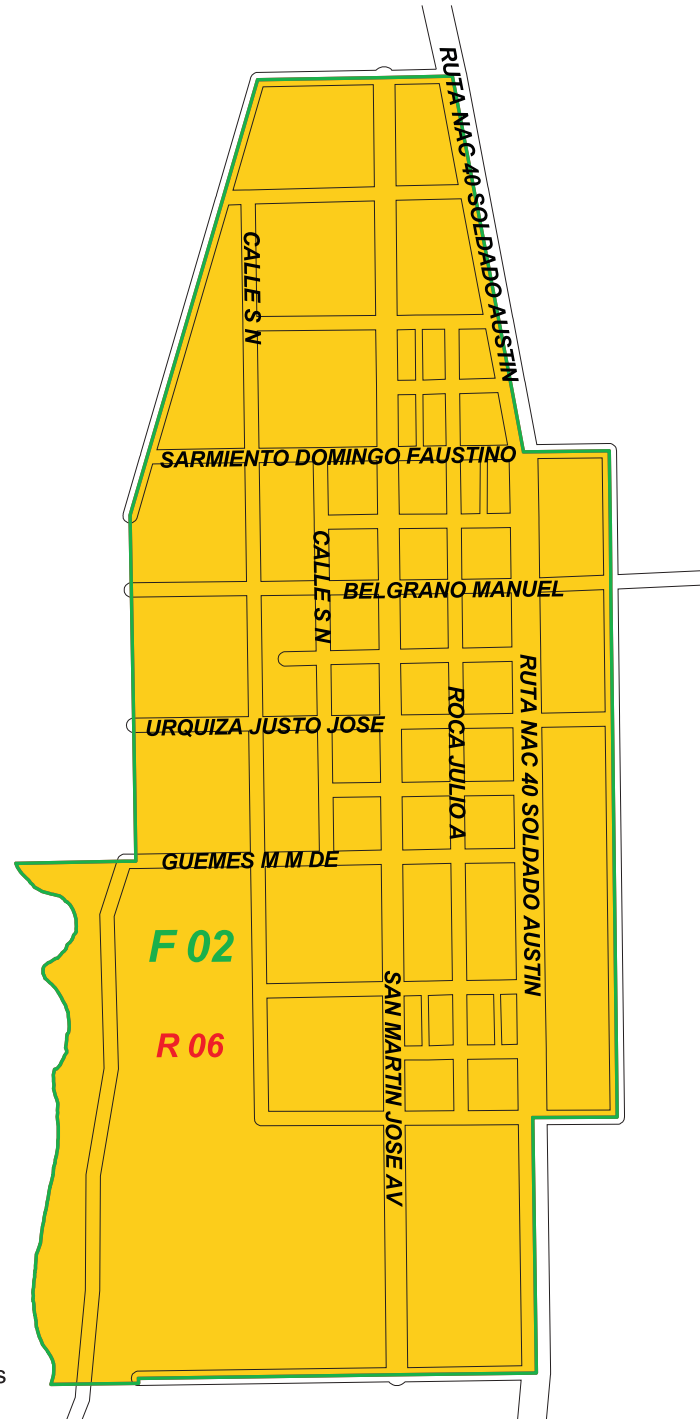 RUTA NAC 40 SOLDADO AUSTIN
CALLE S N
SARMIENTO DOMINGO FAUSTINO
CALLE S N
BELGRANO MANUEL
RUTA NAC 40 SOLDADO AUSTIN
ROCA JULIO A
URQUIZA JUSTO JOSE
GUEMES M M DE
F 02
SAN MARTIN JOSE AV
R 06
s